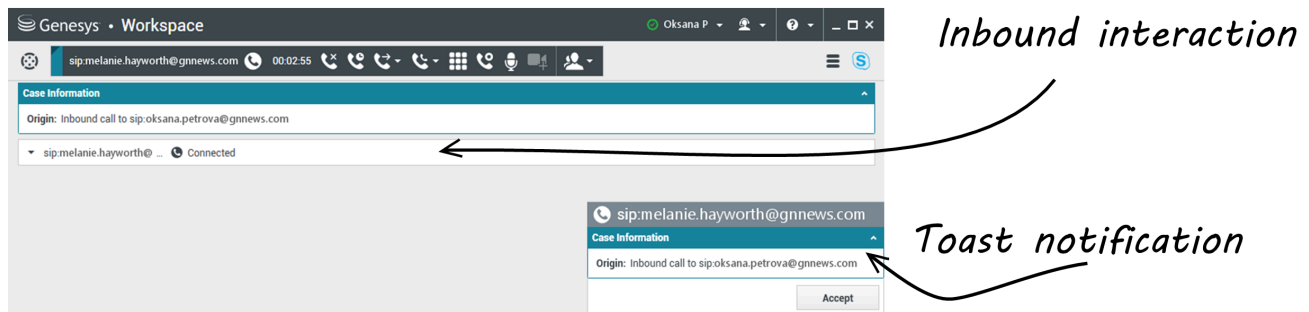 Genesys • Workspace
Oksana P
Inbound interaction
sip:melanie.hayworth@gnnews.com 00:02:55
Case Information
Origin: Inbound call to sip:oksana.petrova@gnnews.com
sip:melanie.hayworth@ ... Connected
sip:melanie.hayworth@gnnews.com
Case Information
Toast notification
Origin: Inbound call to sip:oksana.petrova@gnnews.com
Accept